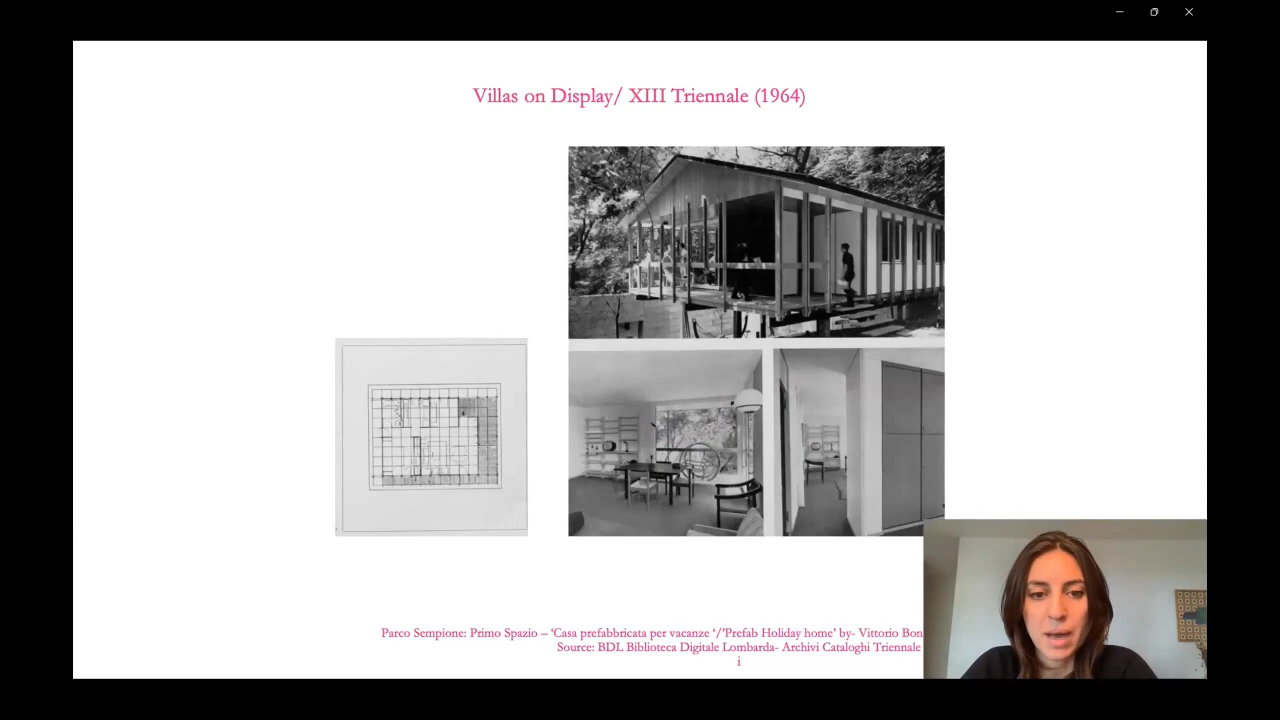 Villas on Display/ XIII Triennale (1964)
Parco Sempione: Primo Spazio – ‘Casa prefabbricata per vacanze ‘/’Prefab Holiday home’ by- Vittorio Bon
Source: BDL Biblioteca Digitale Lombarda- Archivi Cataloghi Triennale
i